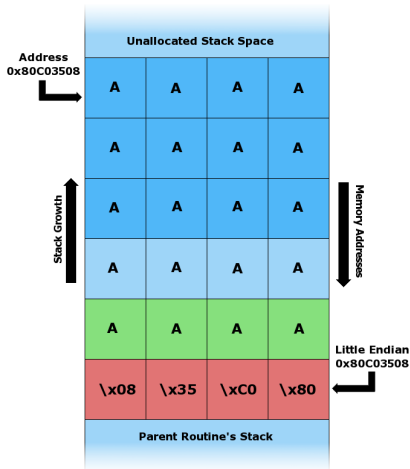 Unallocated Stack Space
Address
0x80C03508
A A A A
A A A A
A A A A
Stack Growth
Memory Addresses
A A A A
A A A A
Little Endian
0x80C03508
\x08 \x35 \xC0 \x80
Parent Routine's Stack